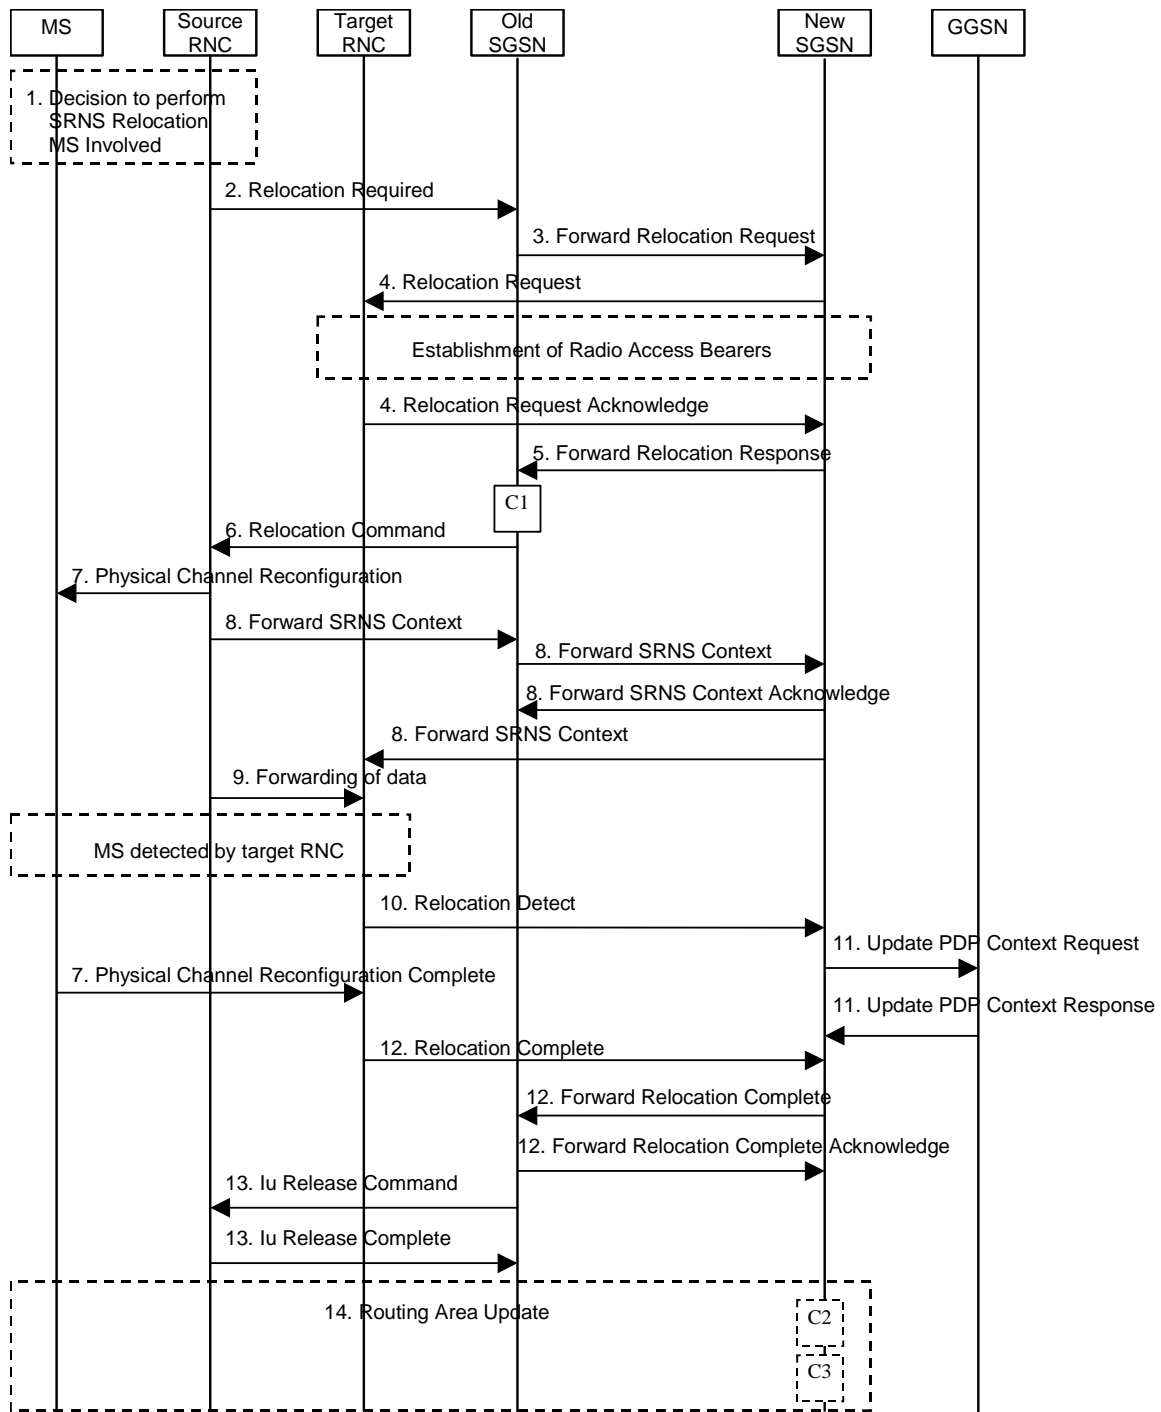 MS
Source
RNC
Target
RNC
Old
SGSN
New
SGSN
GGSN
1. Decision to perform
SRNS Relocation
MS Involved
2. Relocation Required
3. Forward Relocation Request
4. Relocation Request
Establishment of Radio Access Bearers
4. Relocation Request Acknowledge
5. Forward Relocation Response
C1
6. Relocation Command
7. Physical Channel Reconfiguration
8. Forward SRNS Context
8. Forward SRNS Context
8. Forward SRNS Context Acknowledge
8. Forward SRNS Context
9. Forwarding of data
MS detected by target RNC
10. Relocation Detect
11. Update PDP Context Request
7. Physical Channel Reconfiguration Complete
11. Update PDP Context Response
12. Relocation Complete
12. Forward Relocation Complete
12. Forward Relocation Complete Acknowledge
13. Iu Release Command
13. Iu Release Complete
14. Routing Area Update
C2
C3